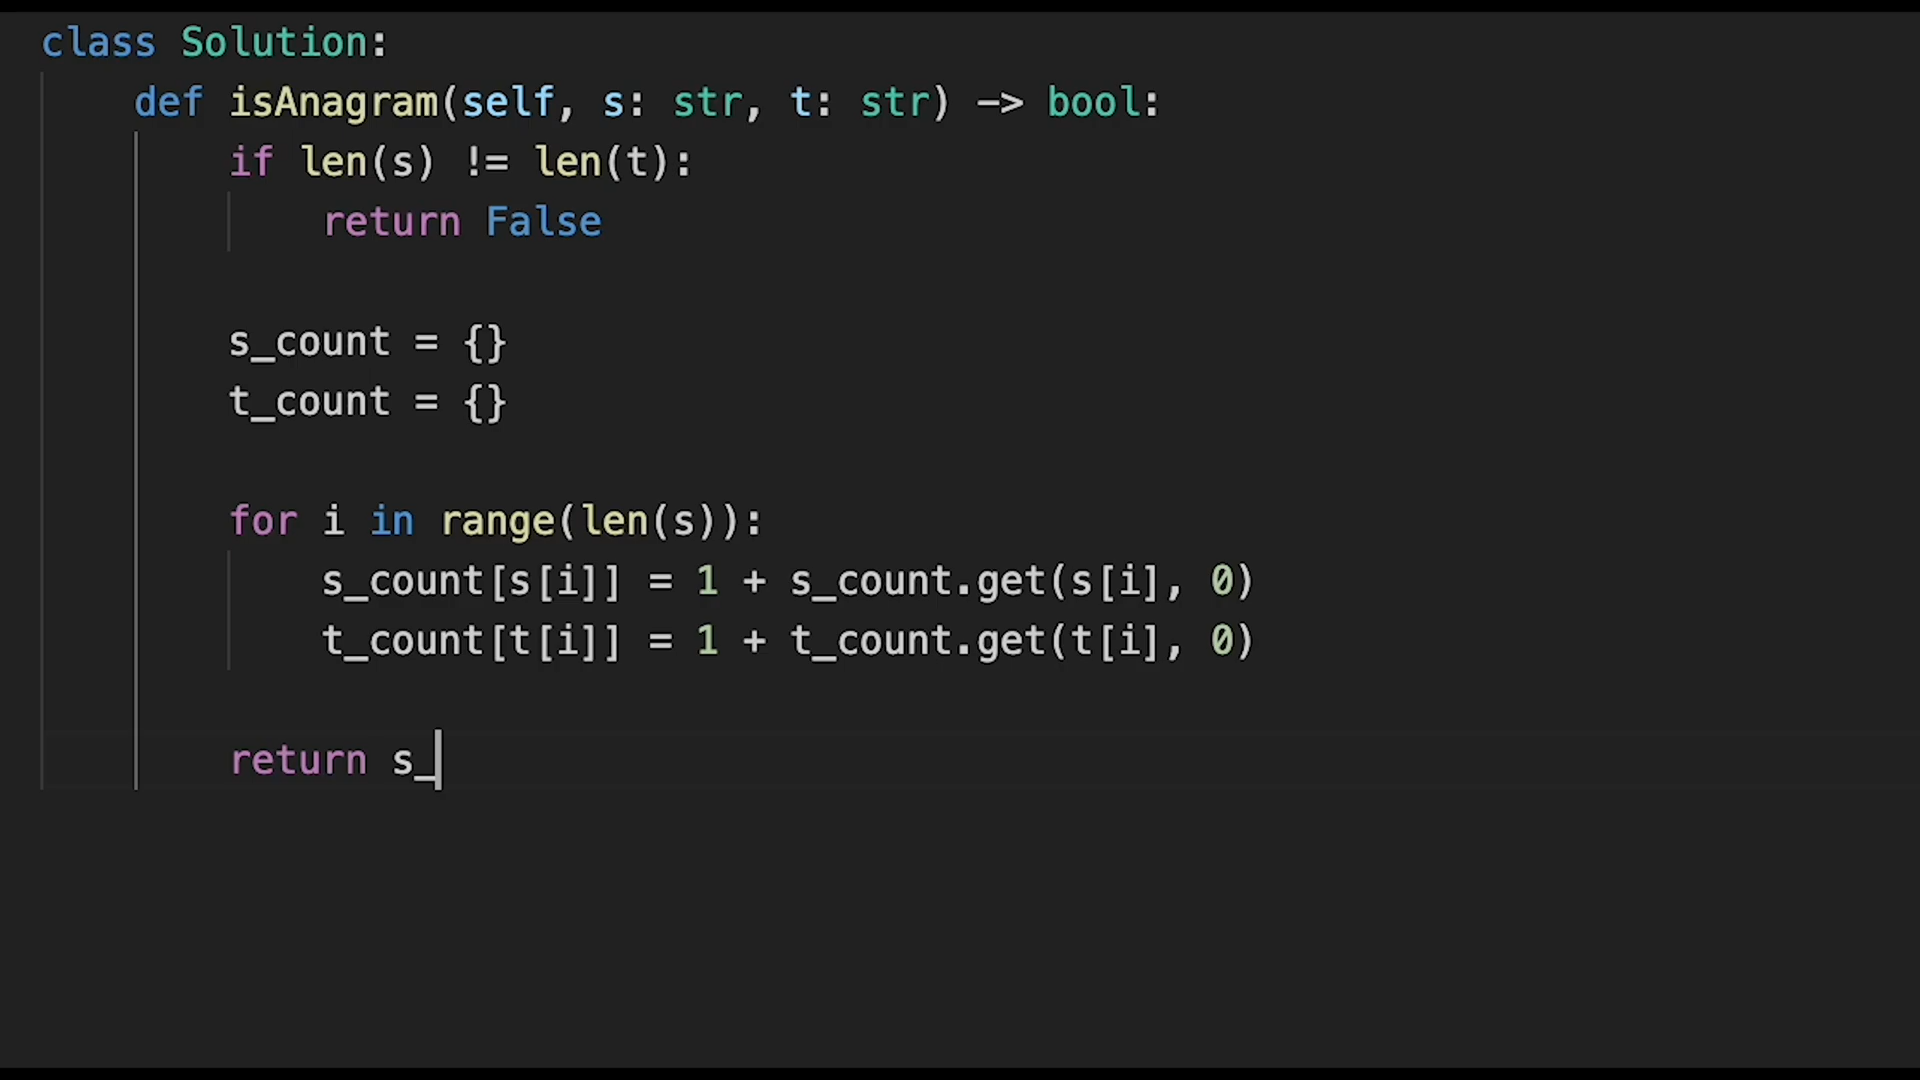 class Solution:
    def isAnagram(self, s: str, t: str) -> bool:
        if len(s) != len(t):
            return False

        s_count = {}
        t_count = {}

        for i in range(len(s)):
            s_count[s[i]] = 1 + s_count.get(s[i], 0)
            t_count[t[i]] = 1 + t_count.get(t[i], 0)

        return s_